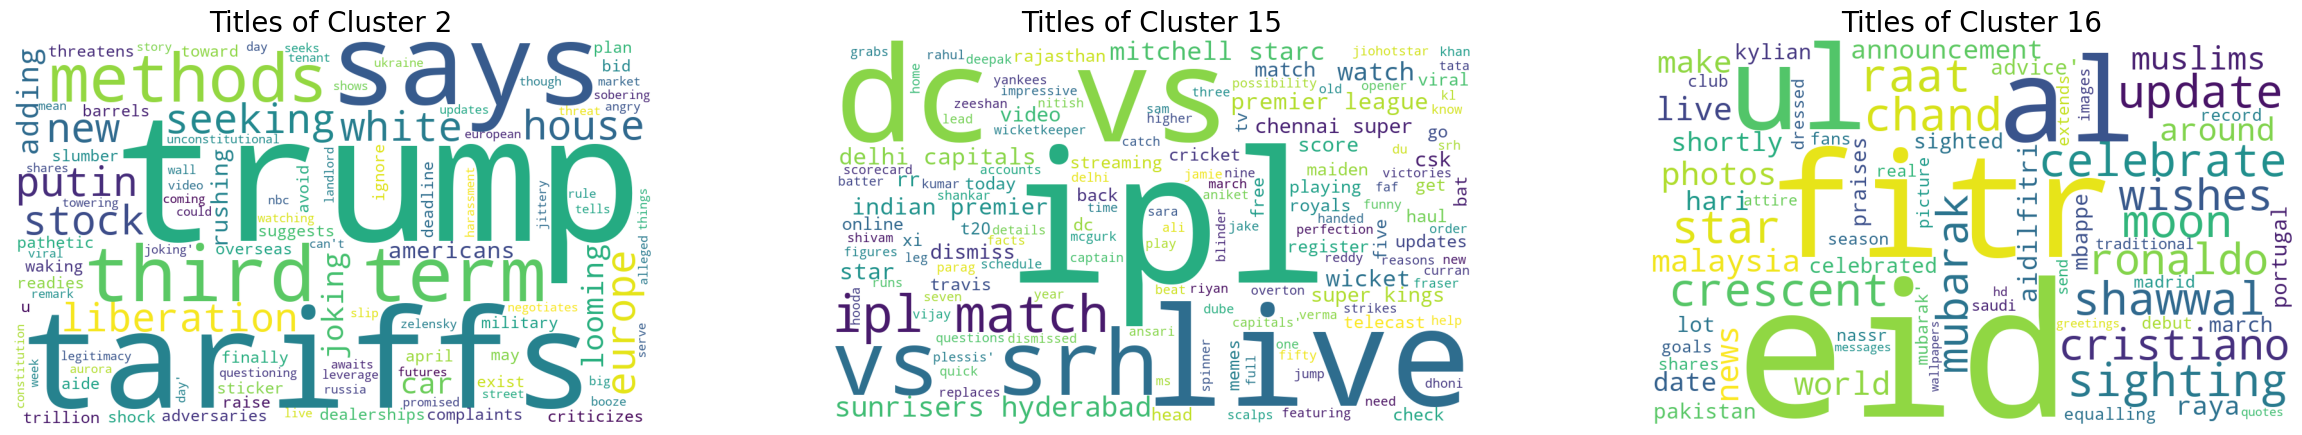 Titles of Cluster 2
threatens story toward day seeks tenant says plan
adding methods ukraine shows though bid market sobering
mean barrels new seeking white updates house threat angry
unconstitutional european
slumber rushing trump
shares wall avoid landlord ignore deadline harassment jittery rule
putin video coming nbc tells
towering could watching
stock suggests
pathetic joking' overseas can't americans looming alleged things
viral waking third term europe
readies joking
remark negotiates
u liberation slip zelensky military serve
constitution week legitimacy finally april may
aurora questioning awaits futures
aide day' tariffs leverage car exist big
sticker russia street
raise promised booze
trillion shock adversaries live dealerships complaints criticizes
Titles of Cluster 15
grabs rahul deepak rajasthan mitchell starc jiohotstar khan
dc vs home yankees match watch viral tata
impressive possibility old opener
zeeshan nitish three premier league kl
lead video sam higher tv know
wicketkeeper chennai super go
catch score
delhi capitals streaming cricket du srh
scorecard accounts maiden csk
batter rr kumar today delhi jamie nine playing victories
shankar back march free get faf bat
indian premier time sara aniket royals funny
online t20 details dc ipl ali jake handed haul
shivam xi facts mcgurk play blinder perfection five updates order
figures leg dismiss captain register reddy reasons new
star parag schedule wicket curran
runs travis beat riyan overton fraser
hooda seven year super kings
ipl match dube strikes
vijay ansari capitals' verma telecast help
questions dismissed
vs srh live
plessis' spinner memes one fifty
quick full jump
replaces ms need dhoni
sunrisers hyderabad head scalps featuring check
Titles of Cluster 16
make kylian ul announcement al muslims
club raat advice' images update
live dressed chand extends record
shortly fans sighted around
photos praises real fitr celebrate
hari picture aidilfitri wishes
attire
star season mubarak mbappe moon
traditional portugal
malaysia celebrated send ronaldo
crescent hd madrid shawwal
saudi
lot news greetings debut march
goals eid nassr mubarak' wallpapers cristiano
shares messages
date world sighting
pakistan equalling raya quotes